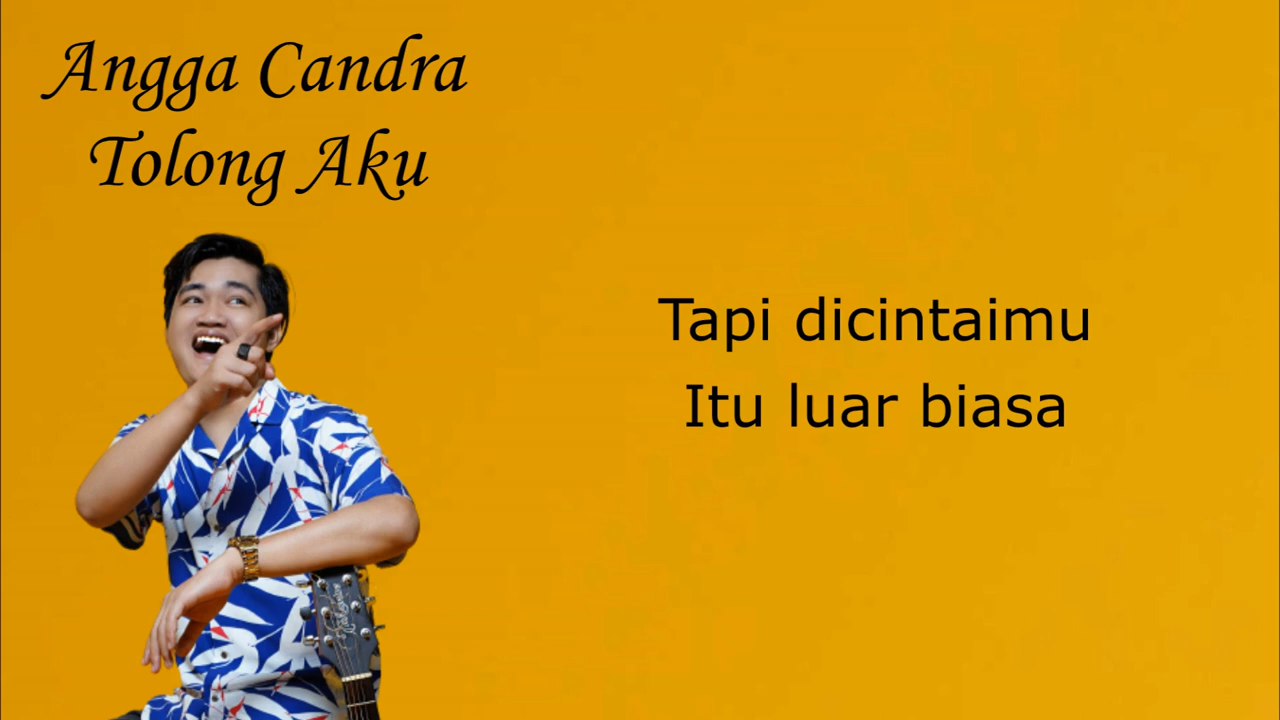 Angga Candra
Tolong Aku
Tapi dicintaimu
Itu luar biasa